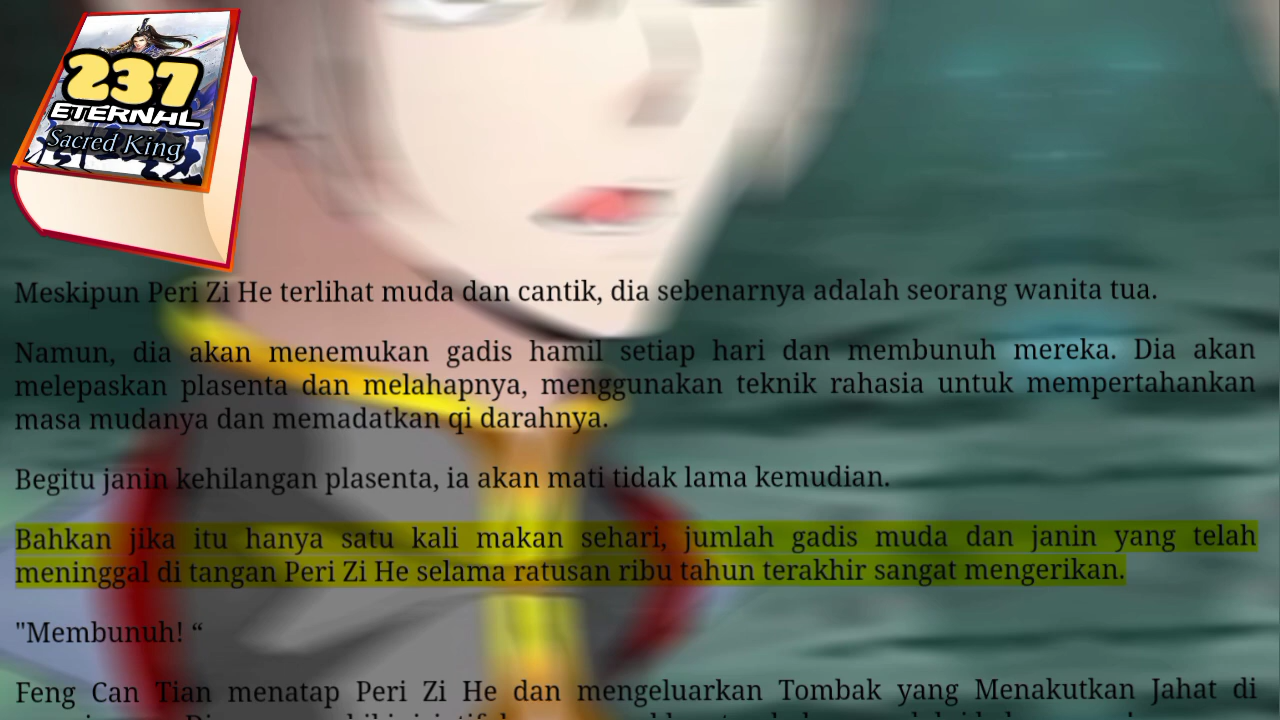 237
ETERNAL
Sacred King
Meskipun Peri Zi He terlihat muda dan cantik, dia sebenarnya adalah seorang wanita tua.
Namun, dia akan menemukan gadis hamil setiap hari dan membunuh mereka. Dia akan
melepaskan plasenta dan melahapnya, menggunakan teknik rahasia untuk mempertahankan
masa mudanya dan memadatkan qi darahnya.
Begitu janin kehilangan plasenta, ia akan mati tidak lama kemudian.
Bahkan jika itu hanya satu kali makan sehari, jumlah gadis muda dan janin yang telah
meninggal di tangan Peri Zi He selama ratusan ribu tahun terakhir sangat mengerikan.
"Membunuh! “
Feng Can Tian menatap Peri Zi He dan mengeluarkan Tombak yang Menakutkan Jahat di